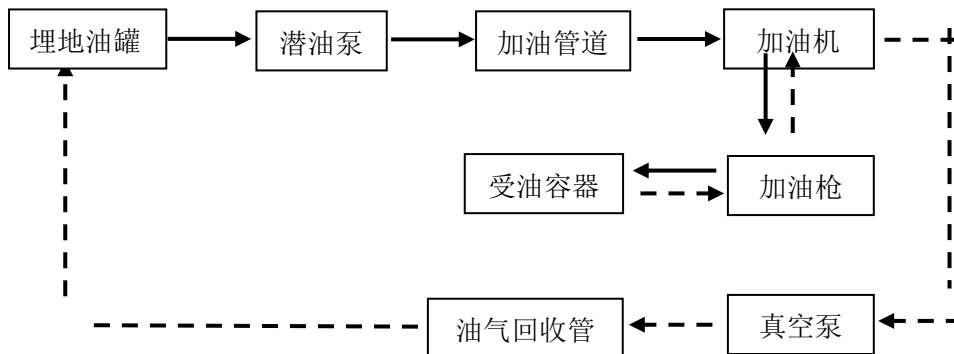 埋地油罐
潜油泵
加油管道
加油机
受油容器
加油枪
油气回收管
真空泵